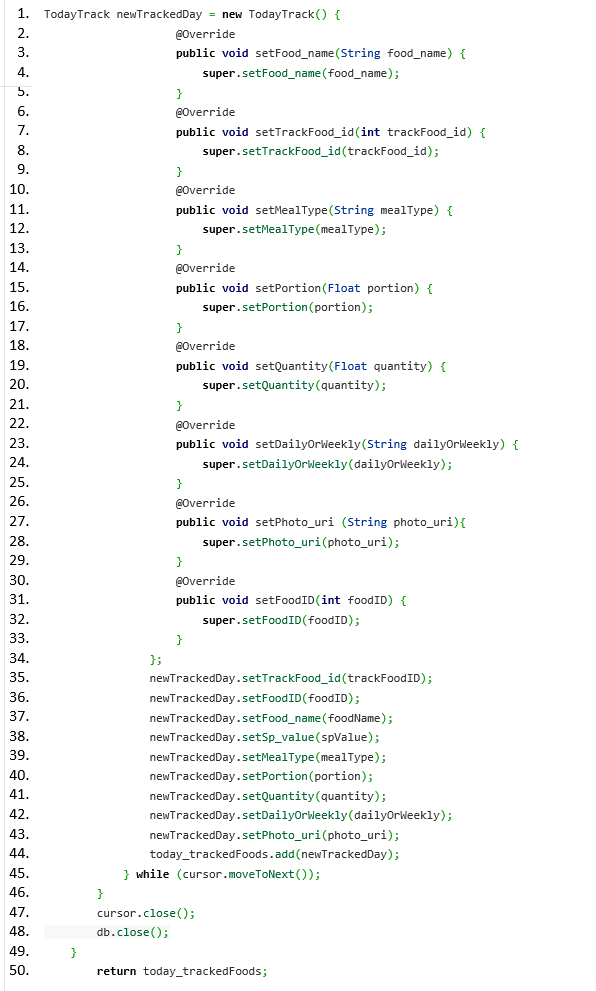 1. TodayTrack newTrackedDay = new TodayTrack() {
2. @Override
3. public void setFood_name(String food_name) {
4. super.setFood_name(food_name);
5. }
6. @Override
7. public void setTrackFood_id(int trackFood_id) {
8. super.setTrackFood_id(trackFood_id);
9. }
10. @Override
11. public void setMealType(String mealType) {
12. super.setMealType(mealType);
13. }
14. @Override
15. public void setPortion(Float portion) {
16. super.setPortion(portion);
17. }
18. @Override
19. public void setQuantity(Float quantity) {
20. super.setQuantity(quantity);
21. }
22. @Override
23. public void setDailyOrWeekly(String dailyOrWeekly) {
24. super.setDailyOrWeekly(dailyOrWeekly);
25. }
26. @Override
27. public void setPhoto_uri (String photo_uri){
28. super.setPhoto_uri(photo_uri);
29. }
30. @Override
31. public void setFoodID(int foodID) {
32. super.setFoodID(foodID);
33. }
34. };
35. newTrackedDay.setTrackFood_id(trackFoodID);
36. newTrackedDay.setFoodID(foodID);
37. newTrackedDay.setFood_name(foodName);
38. newTrackedDay.setSp_value(spValue);
39. newTrackedDay.setMealType(mealType);
40. newTrackedDay.setPortion(portion);
41. newTrackedDay.setQuantity(quantity);
42. newTrackedDay.setDailyOrWeekly(dailyOrWeekly);
43. newTrackedDay.setPhoto_uri(photo_uri);
44. today_trackedFoods.add(newTrackedDay);
45. } while (cursor.moveToNext());
46. }
47. cursor.close();
48. db.close();
49. }
50. return today_trackedFoods;